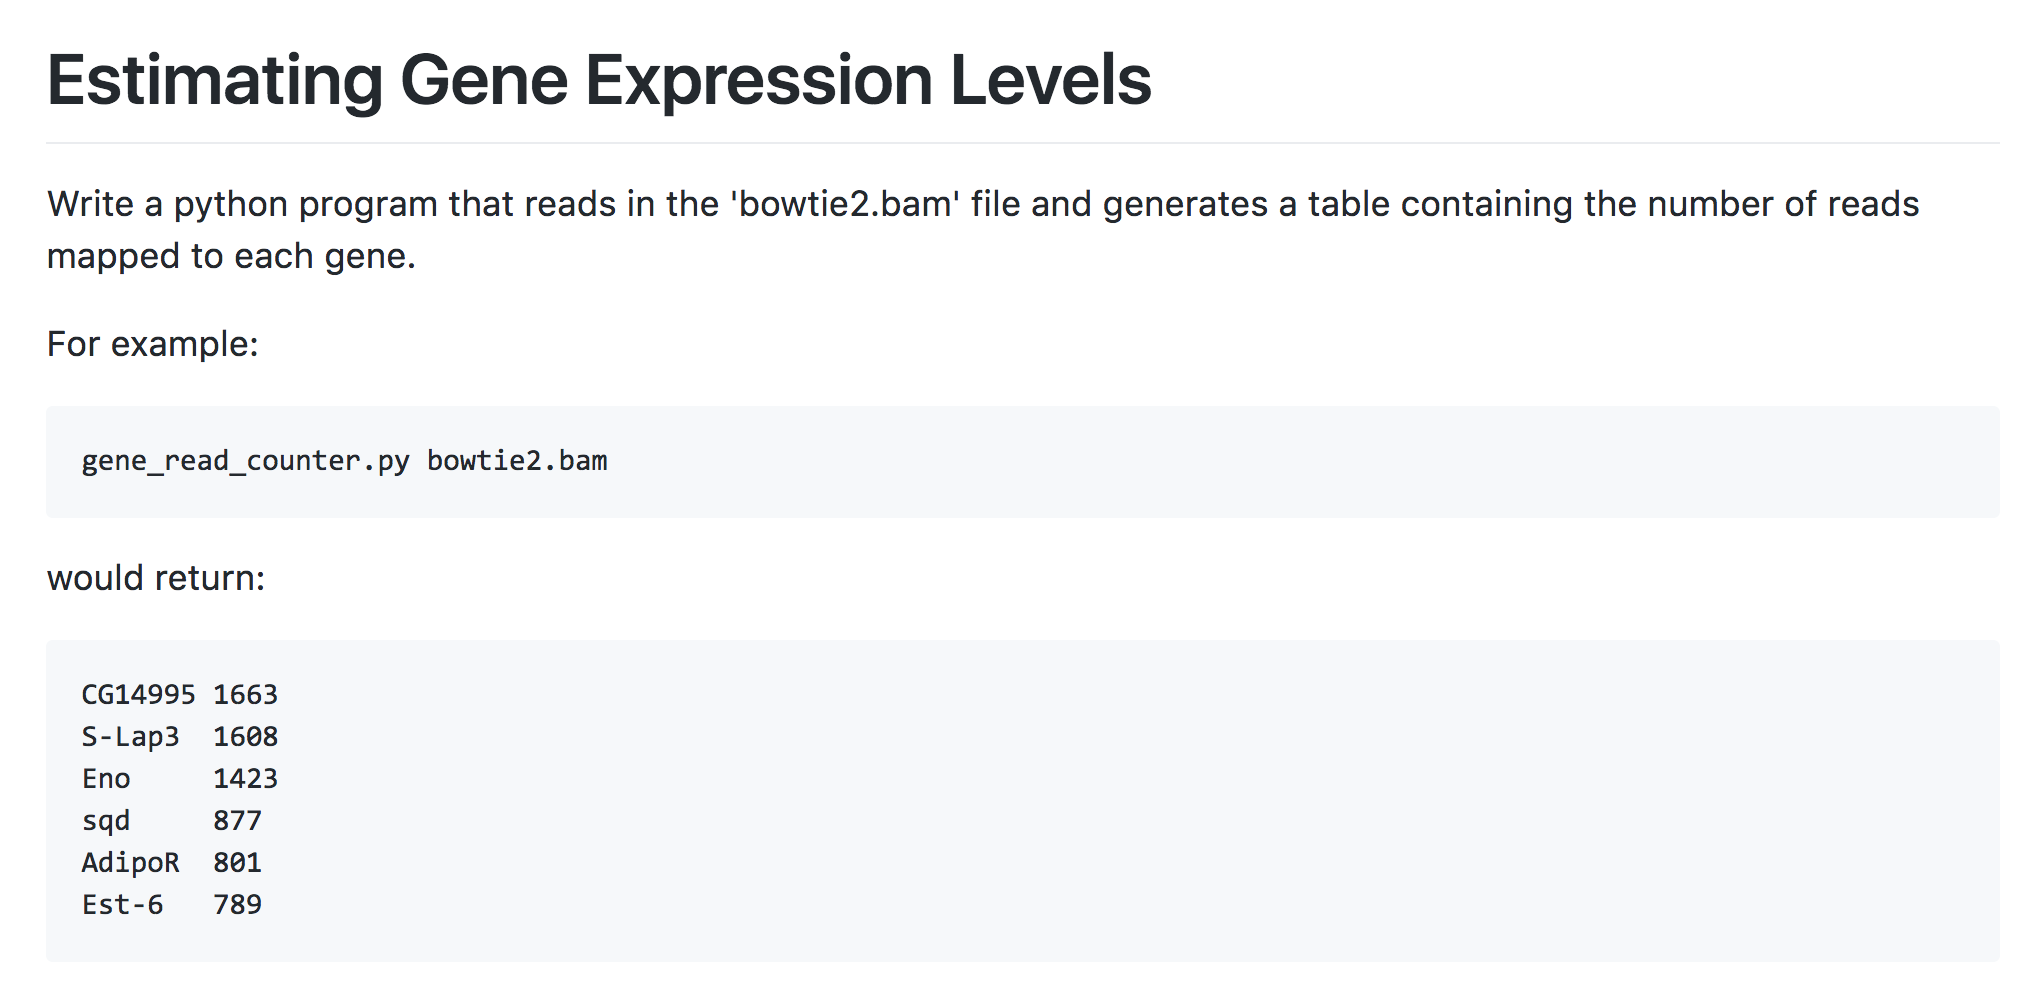 Estimating Gene Expression Levels
Write a python program that reads in the 'bowtie2.bam' file and generates a table containing the number of reads
mapped to each gene.
For example:
gene_read_counter.py bowtie2.bam
would return:
CG14995 1663
S-Lap3  1608
Eno     1423
sqd     877
AdipoR  801
Est-6   789